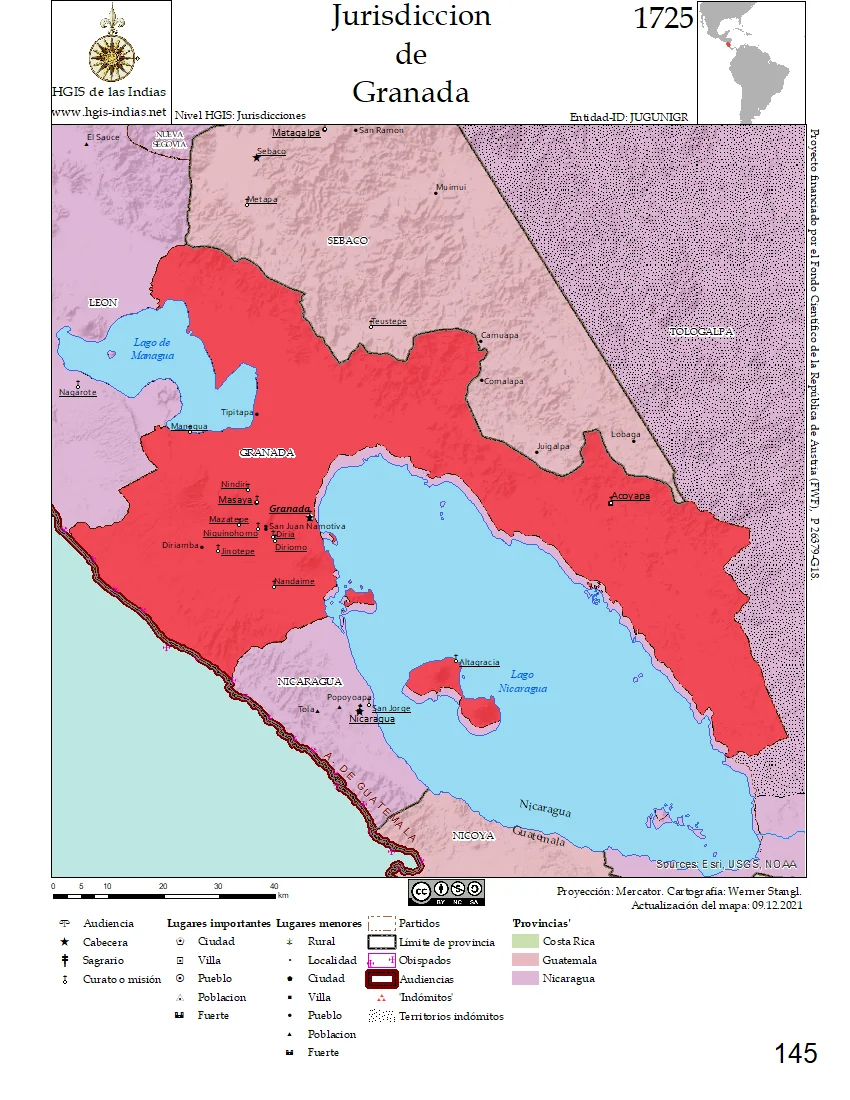 Jurisdiccion
de
Granada
1725
HGIS de las Indias
www.hgis-indias.net
Nivel HGIS: Jurisdicciones
Entidad-ID: JUGUNIGR
El Sauce
NUEVA
SEGOVIA
Matagalpa
San Ramon
Sebaco
Metapa
Muimui
SEBACO
LEON
Lago de
Managua
Teustepe
Camuapa
TOLOGALPA
Comalapa
Nagarote
Tipitapa
Managua
Lobaga
Juigalpa
GRANADA
Nindiri
Masaya
Granada
Acoyapa
Mazatepe
San Juan Namotiva
Niquinohomo
Diria
Diriamba
Jinotepe
Diriomo
Nandaime
Altagracia
Lago
Nicaragua
NICARAGUA
Popoyoapa
Tola
San Jorge
Nicaragua
A. DE GUATEMALA
Nicaragua
Guatemala
NICOYA
Sources: Esri, USGS, NOAA
Proyecto financiado por el Fondo Científico de la República de Austria (FWF), P 26379-G18.
0 5 10 20 30 40
km
CC BY NC SA
Proyección: Mercator. Cartografía: Werner Stangl.
Actualización del mapa: 09.12.2021
Audiencia
Cabecera
Sagrario
Curato o misión
Lugares importantes
Ciudad
Villa
Pueblo
Poblacion
Fuerte
Lugares menores
Rural
Localidad
Ciudad
Villa
Pueblo
Poblacion
Fuerte
Partidos
Límite de provincia
Obispados
Audiencias
'Indómitos'
Territorios indómitos
'Provincias'
Costa Rica
Guatemala
Nicaragua
145